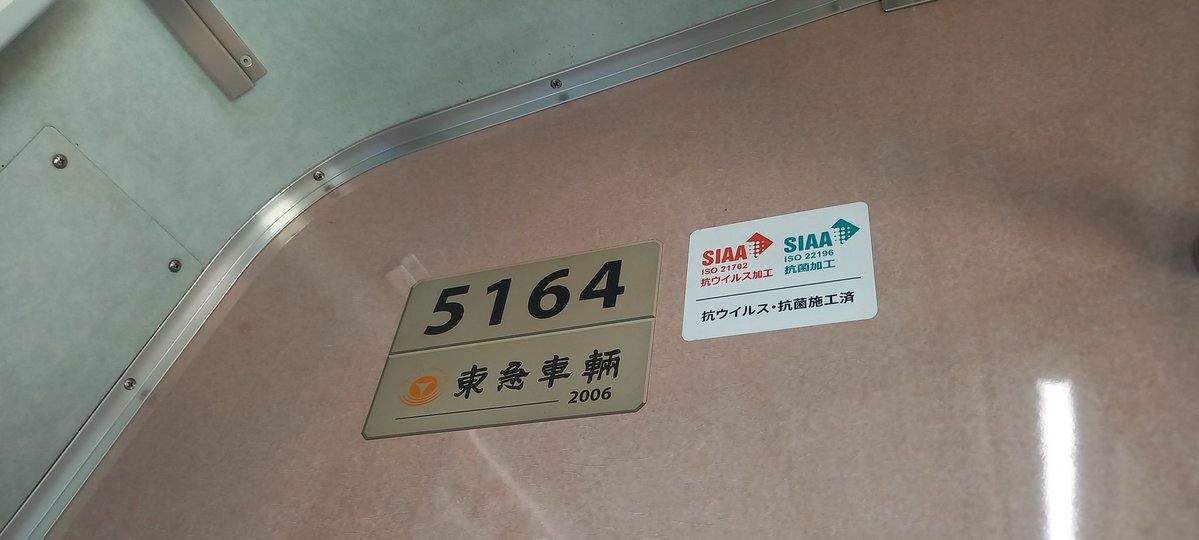 5164
東急車輛
2006
SIAA
ISO 21702
抗ウイルス加工
SIAA
ISO 22196
抗菌加工
抗ウイルス・抗菌施工済